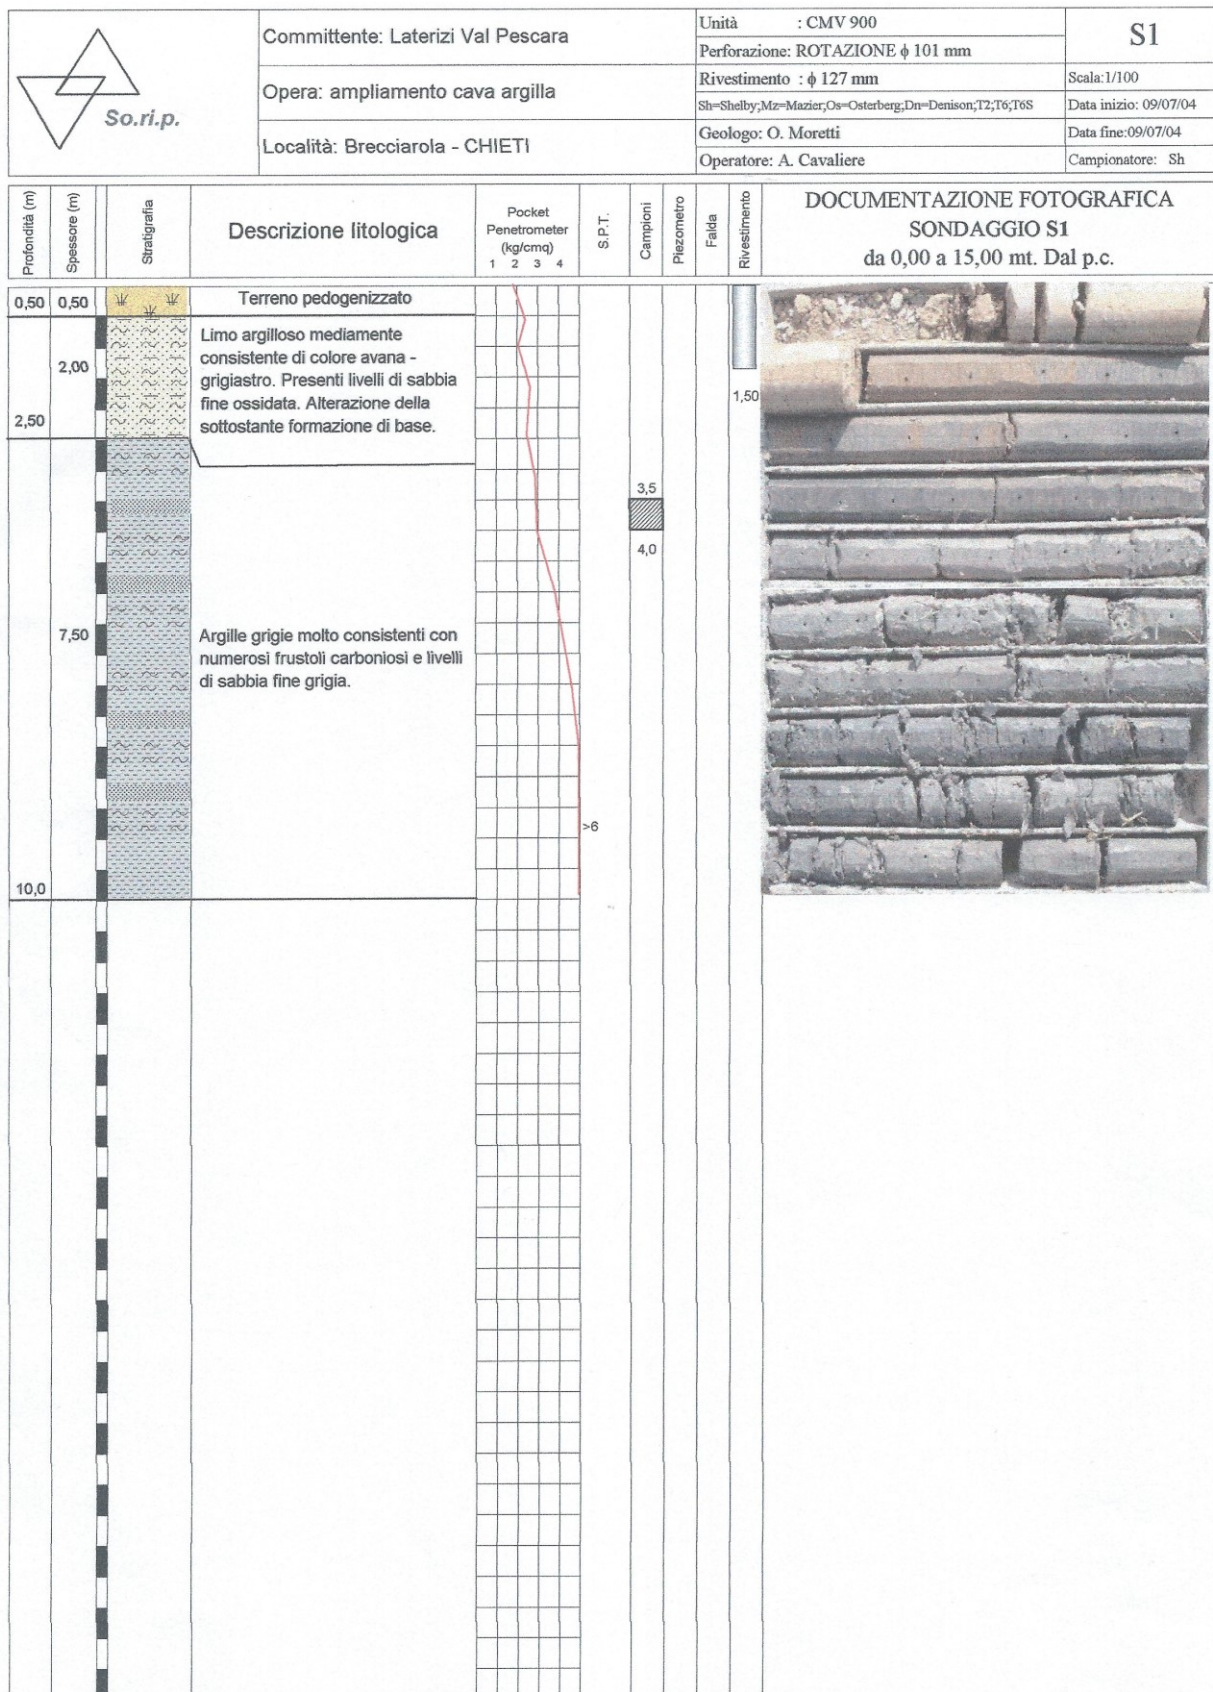 So.ri.p.
Committente: Laterizi Val Pescara
Opera: ampliamento cava argilla
Località: Brecciarola - CHIETI
Unità : CMV 900
Perforazione: ROTAZIONE ϕ 101 mm
Rivestimento : ϕ 127 mm
Sh=Shelby;Mz=Mazier;Os=Osterberg;Dn=Denison;T2;T6;T6S
Geologo: O. Moretti
Operatore: A. Cavaliere
S1
Scala:1/100
Data inizio: 09/07/04
Data fine:09/07/04
Campionatore: Sh
Profondità (m)
Spessore (m)
Stratigrafia
Descrizione litologica
Pocket
Penetrometer
(kg/cmq)
1 2 3 4
S.P.T.
Campioni
Piezometro
Falda
Rivestimento
DOCUMENTAZIONE FOTOGRAFICA
SONDAGGIO S1
da 0,00 a 15,00 mt. Dal p.c.
0,50 0,50
Terreno pedogenizzato
Limo argilloso mediamente
consistente di colore avana -
grigiastro. Presenti livelli di sabbia
fine ossidata. Alterazione della
sottostante formazione di base.
2,00
2,50
1,50
3,5
4,0
7,50
Argille grigie molto consistenti con
numerosi frustoli carboniosi e livelli
di sabbia fine grigia.
>6
10,0